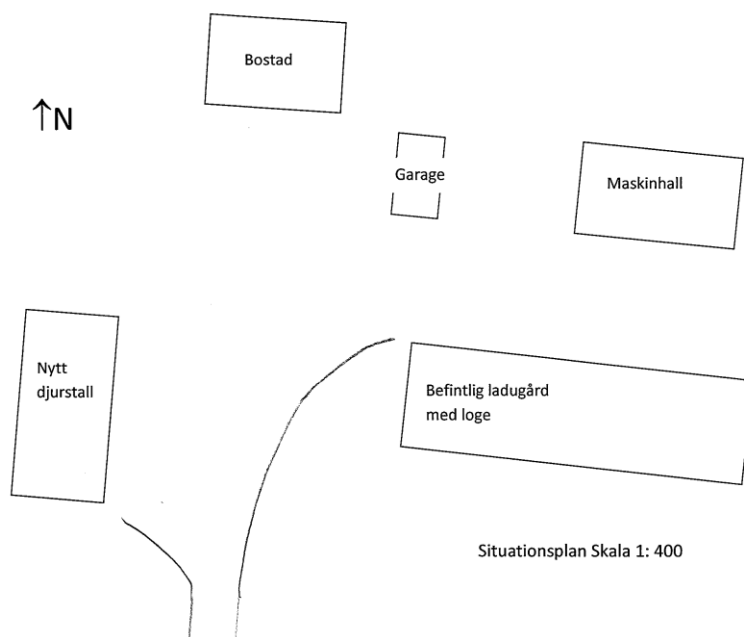 Bostad
↑N
Garage
Maskinhall
Nytt
djurstall
Befintlig ladugård
med loge
Situationsplan Skala 1: 400